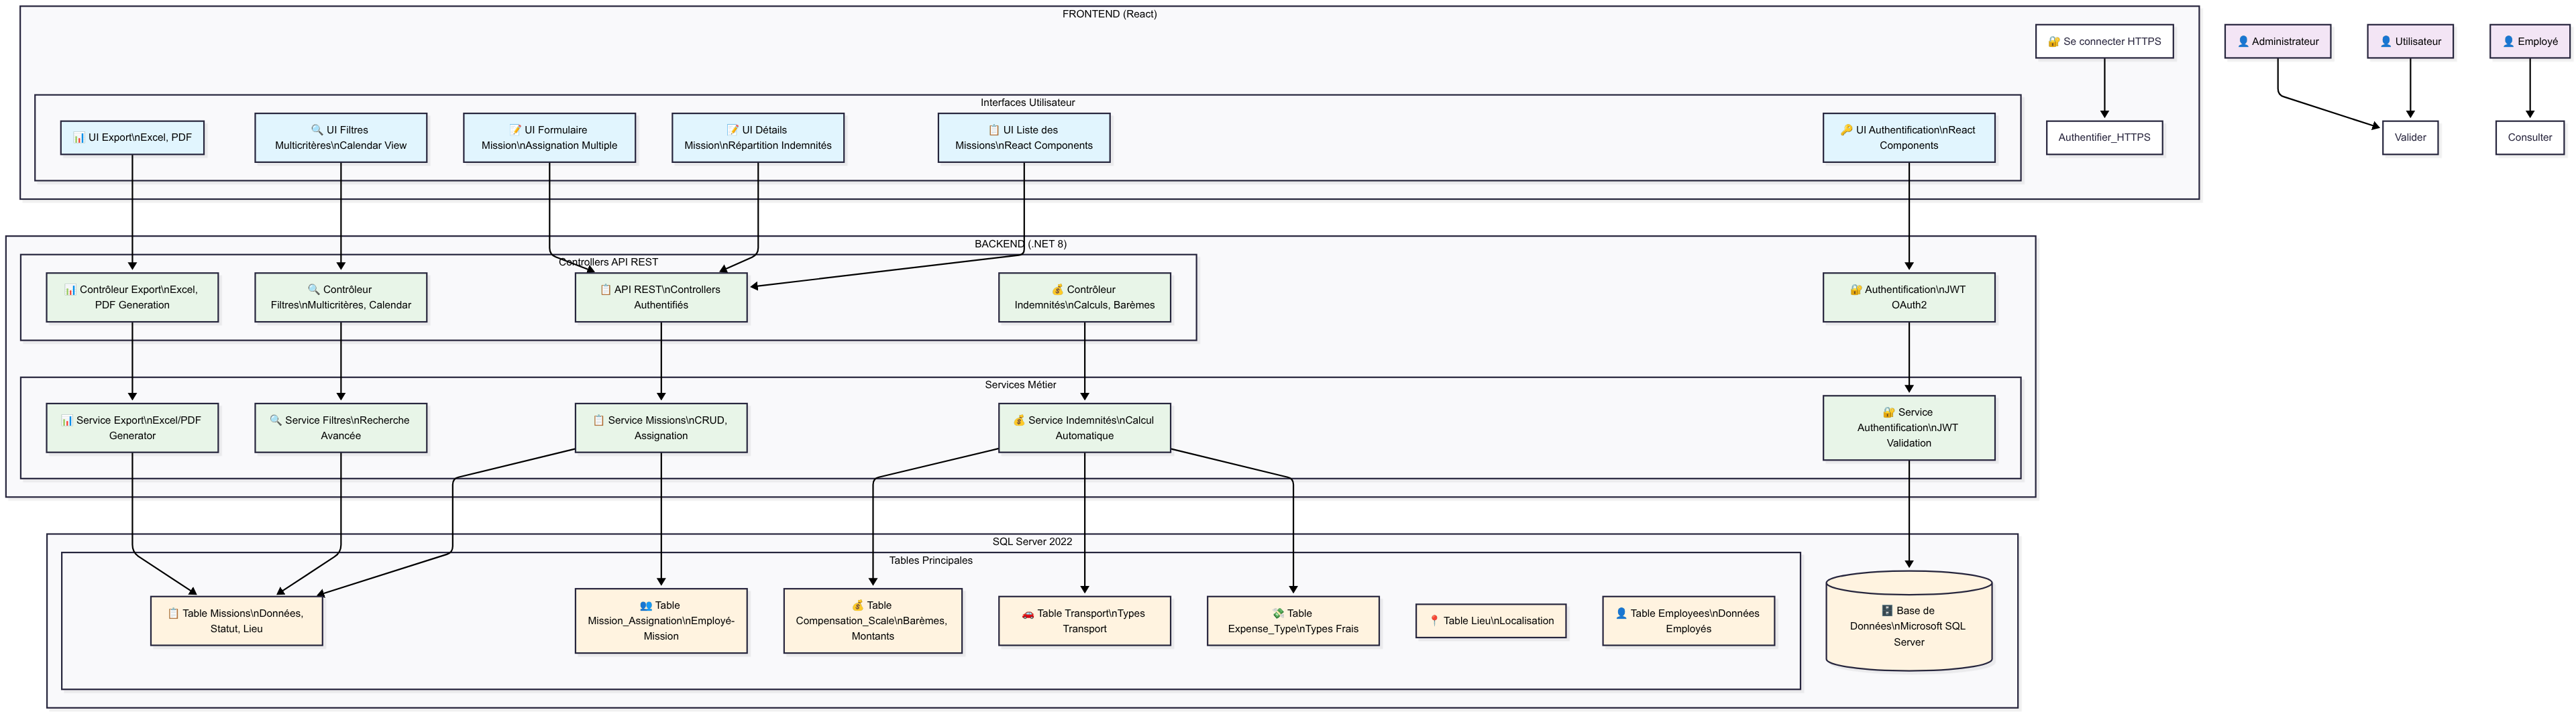 FRONTEND (React)
🔐 Se connecter HTTPS
👤 Administrateur
👤 Utilisateur
👤 Employé
Interfaces Utilisateur
📊 UI Export\nExcel, PDF
🔍 UI Filtres
Multicritères\nCalendar View
📝 UI Formulaire
Mission\nAssignation Multiple
📝 UI Détails
Mission\nRépartition Indemnités
📋 UI Liste des
Missions\nReact Components
🔑 UI Authentification\nReact
Components
Authentifier_HTTPS
Valider
Consulter
BACKEND (.NET 8)
Controllers API REST
📊 Contrôleur Export\nExcel,
PDF Generation
🔍 Contrôleur
Filtres\nMulticritères, Calendar
📋 API REST\nControllers
Authentifiés
💰 Contrôleur
Indemnités\nCalculs, Barèmes
🔐 Authentification\nJWT
OAuth2
Services Métier
📊 Service Export\nExcel/PDF
Generator
🔍 Service Filtres\nRecherche
Avancée
📋 Service Missions\nCRUD,
Assignation
💰 Service Indemnités\nCalcul
Automatique
🔐 Service
Authentification\nJWT
Validation
SQL Server 2022
Tables Principales
📋 Table Missions\nDonnées,
Statut, Lieu
👥 Table
Mission_Assignation\nEmployé-
Mission
💰 Table
Compensation_Scale\nBarèmes,
Montants
🚗 Table Transport\nTypes
Transport
💸 Table
Expense_Type\nTypes Frais
📍 Table Lieu\nLocalisation
👤 Table Employees\nDonnées
Employés
🗄️ Base de
Données\nMicrosoft SQL
Server